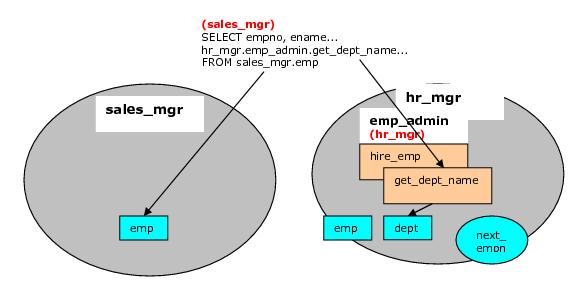 (sales_mgr)
SELECT empno, ename...
hr_mgr.emp_admin.get_dept_name...
FROM sales_mgr.emp
sales_mgr
hr_mgr
emp_admin
(hr_mgr)
hire_emp
get_dept_name
emp
emp
dept
next_
empn